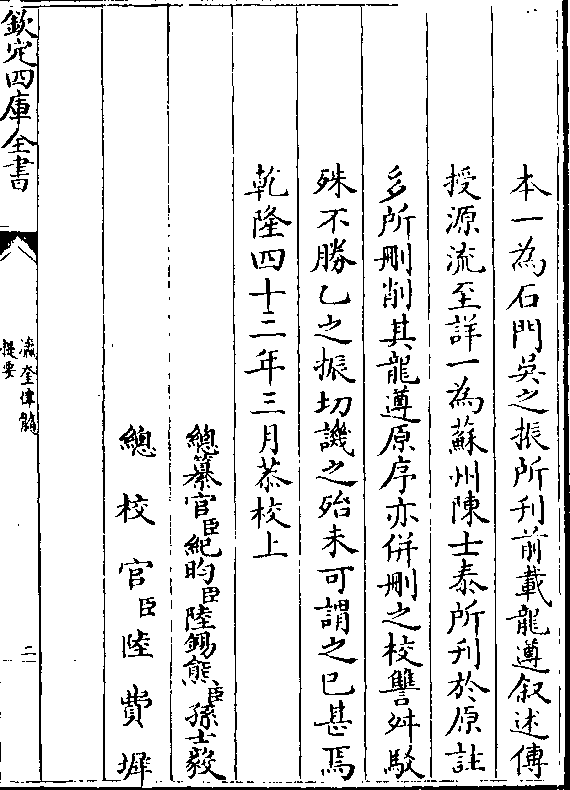 本一為石門吳之振所刊前載龍遵叙述傳
授源流至詳一為蘇州陳士泰所刊於原註
多所刪削其龍遵原序亦併刪之校讐舛駁
殊不勝乙之振切譏之殆未可謂之已甚焉
乾隆四十三年三月恭校上
總纂官臣紀昀臣陸錫熊臣孫士毅
總校官臣陸費墀
欽定四庫全書
瀛奎律髓
提要
二